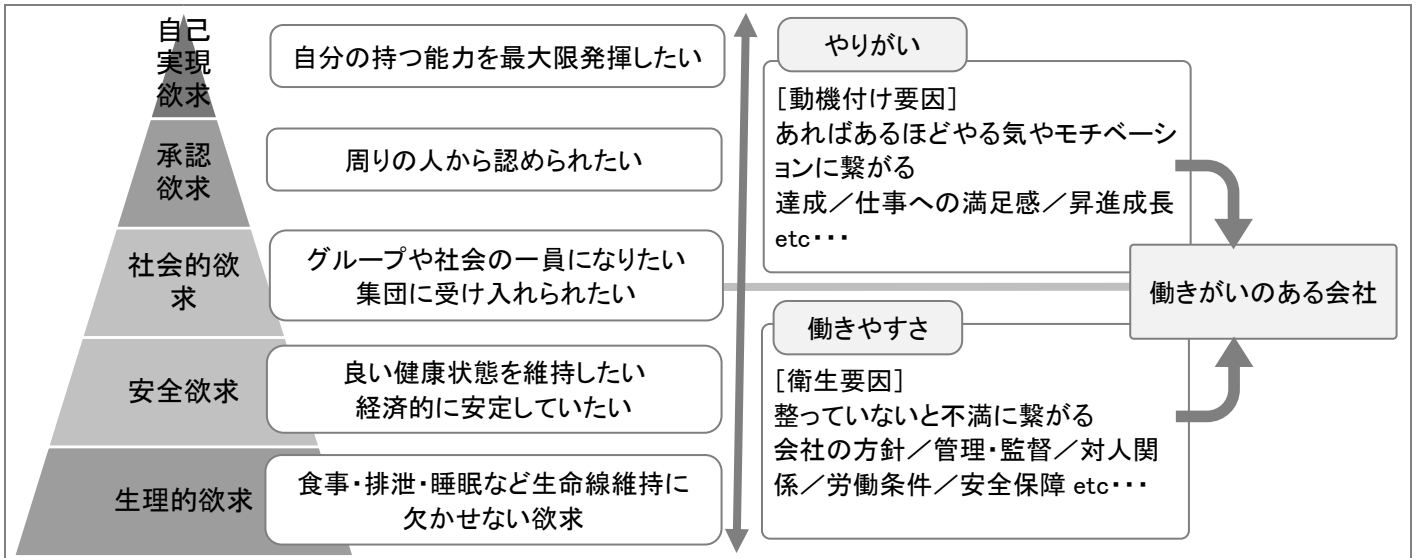 自己
実現
欲求
自分の持つ能力を最大限発揮したい
承認
欲求
周りの人から認められたい
社会的欲
求
グループや社会の一員になりたい
集団に受け入れられたい
安全欲求
良い健康状態を維持したい
経済的に安定していたい
生理的欲求
食事・排泄・睡眠など生命線維持に
欠かせない欲求
やりがい
[動機付け要因]
あればあるほどやる気やモチベーシ
ョンに繋がる
達成／仕事への満足感／昇進成長
etc・・・
働きやすさ
[衛生要因]
整っていないと不満に繋がる
会社の方針／管理・監督／対人関
係／労働条件／安全保障 etc・・・
働きがいのある会社